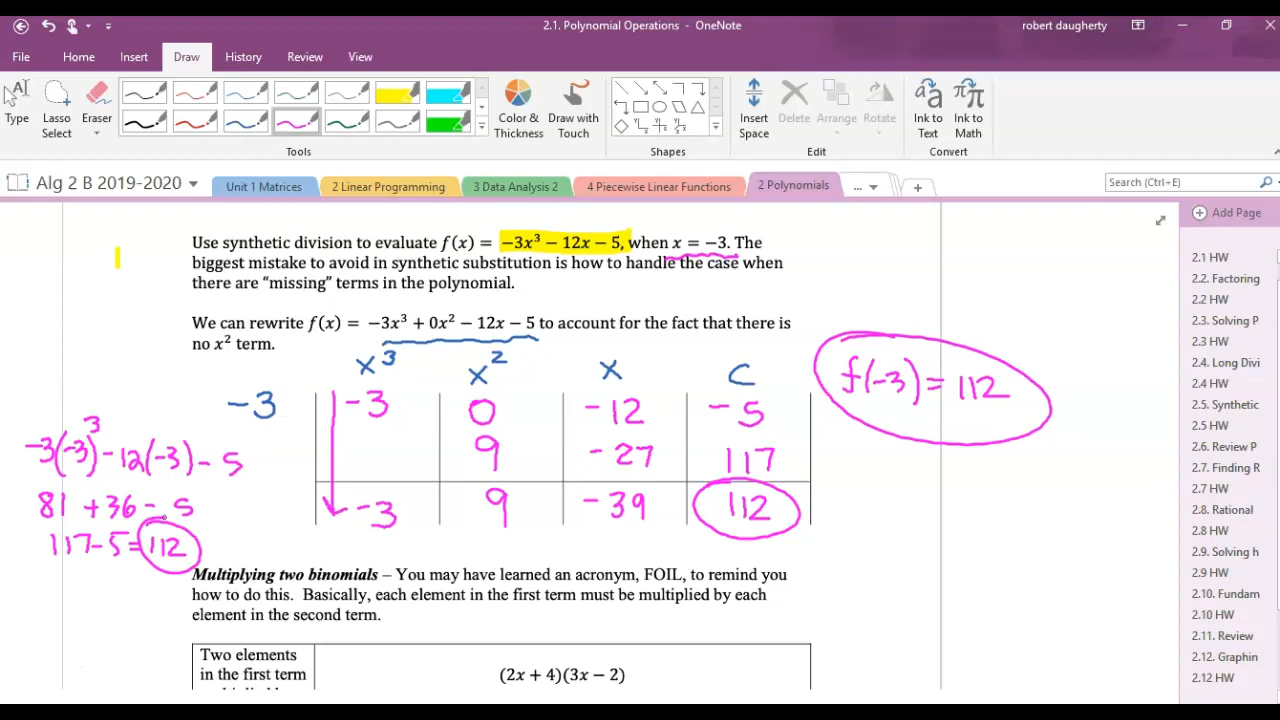 2.1. Polynomial Operations - OneNote
robert daugherty
File Home Insert Draw History Review View
Type
Lasso Select
Eraser
Color & Thickness
Draw with Touch
Insert Space
Delete
Arrange
Rotate
Ink to Text
Ink to Math
Tools
Shapes
Edit
Convert
Alg 2 B 2019-2020
Unit 1 Matrices
2 Linear Programming
3 Data Analysis 2
4 Piecewise Linear Functions
2 Polynomials
...
Search (Ctrl+E)
Add Page
2.1 HW
2.2. Factoring
2.2 HW
2.3. Solving P
2.3 HW
2.4. Long Divi
2.4 HW
2.5. Synthetic
2.5 HW
2.6. Review P
2.7. Finding R
2.7 HW
2.8. Rational
2.8 HW
2.9. Solving h
2.9 HW
2.10. Fundam
2.10 HW
2.11. Review
2.12. Graphin
2.12 HW
Use synthetic division to evaluate f(x) = −3x³ − 12x − 5, when x = −3. The
biggest mistake to avoid in synthetic substitution is how to handle the case when
there are “missing” terms in the polynomial.
We can rewrite f(x) = −3x³ + 0x² − 12x − 5 to account for the fact that there is
no x² term.
x³ x² x C
-3 -3 0 -12 -5
9 -27 117
-3 9 -39 112
f(-3) = 112
-3(-3)³ - 12(-3) - 5
81 + 36 - 5
117 - 5 = 112
Multiplying two binomials – You may have learned an acronym, FOIL, to remind you
how to do this. Basically, each element in the first term must be multiplied by each
element in the second term.
Two elements
in the first term
(2x + 4)(3x − 2)